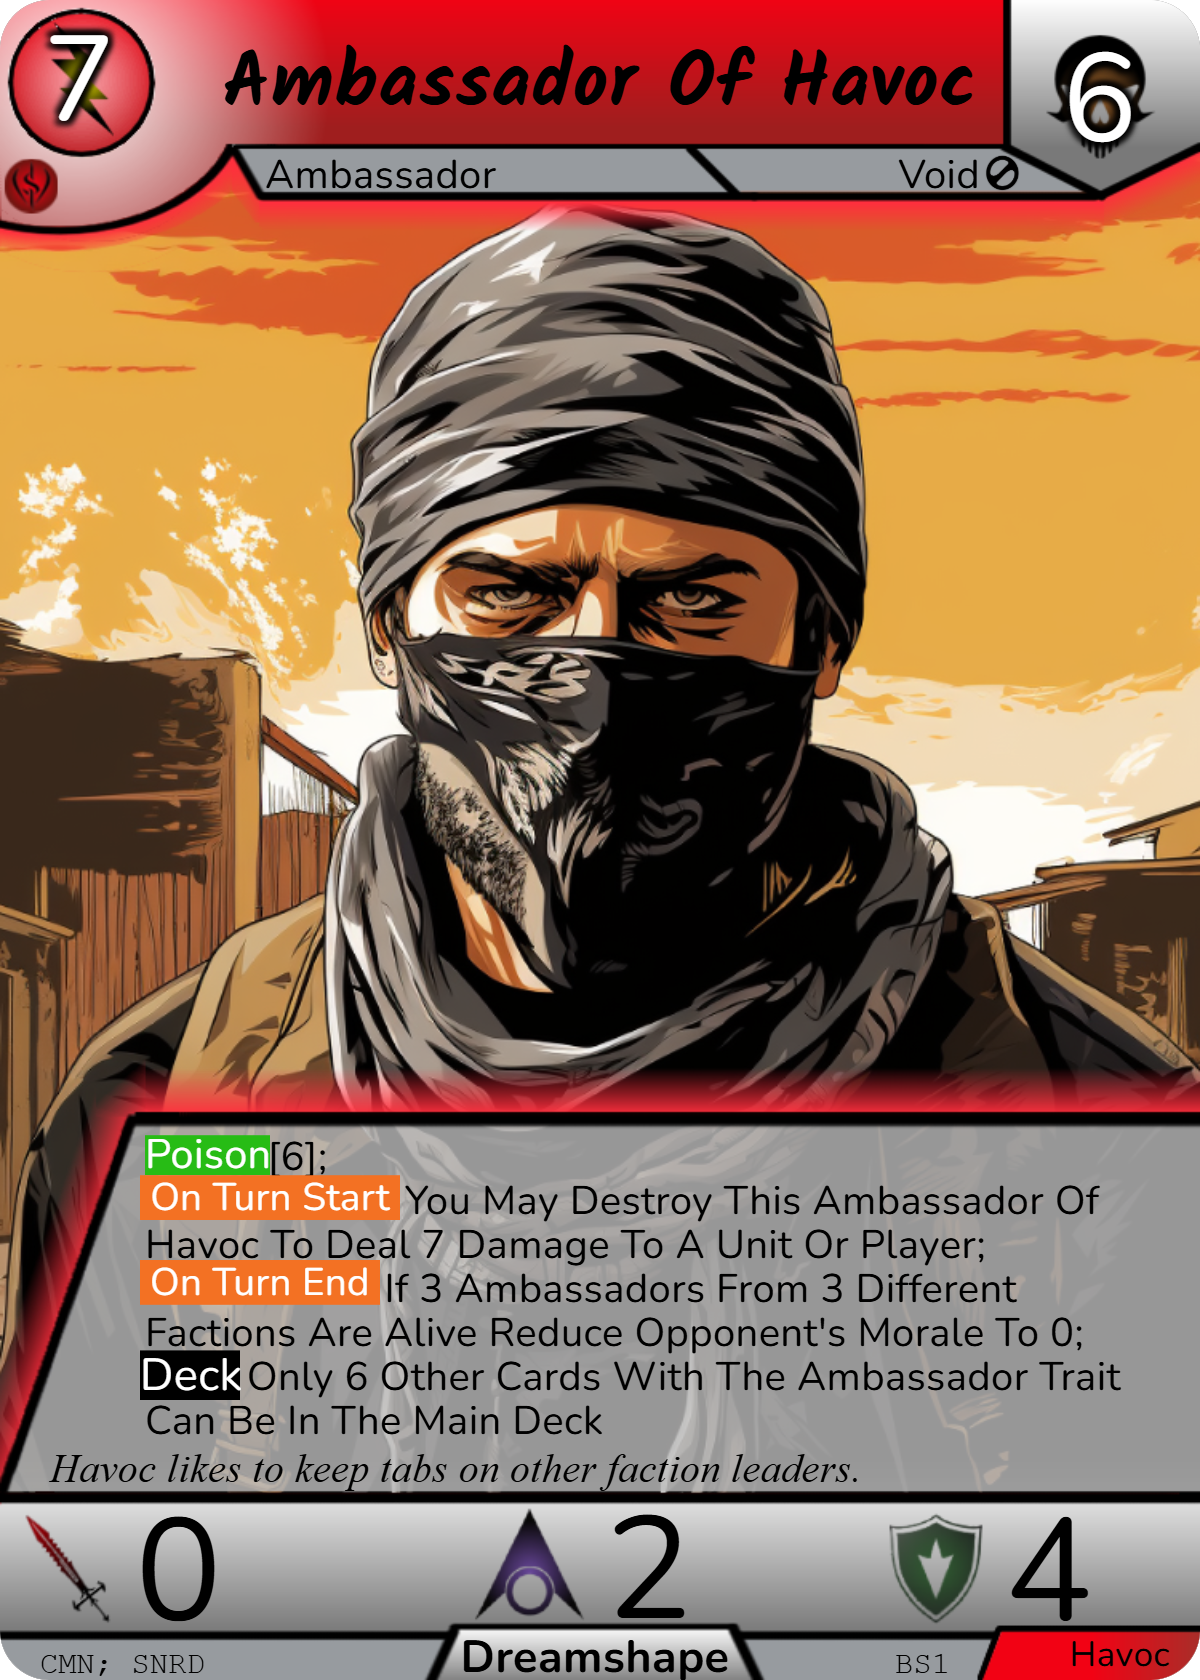 7
Ambassador Of Havoc
6
Ambassador
Void
Poison[6];
On Turn Start You May Destroy This Ambassador Of
Havoc To Deal 7 Damage To A Unit Or Player;
On Turn End If 3 Ambassadors From 3 Different
Factions Are Alive Reduce Opponent's Morale To 0;
Deck Only 6 Other Cards With The Ambassador Trait
Can Be In The Main Deck
Havoc likes to keep tabs on other faction leaders.
0
2
4
CMN; SNRD
Dreamshape
BS1
Havoc